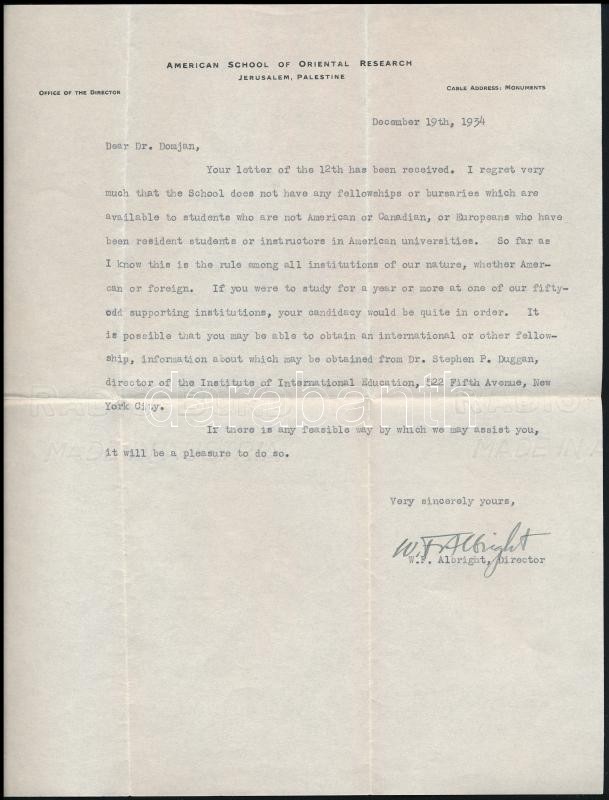 AMERICAN SCHOOL OF ORIENTAL RESEARCH
JERUSALEM, PALESTINE
OFFICE OF THE DIRECTOR
CABLE ADDRESS: MONUMENTS
December 19th, 1934
Dear Dr. Domjan,
Your letter of the 12th has been received. I regret very
much that the School does not have any fellowships or bursaries which are
available to students who are not American or Canadian, or Europeans who have
been resident students or instructors in American universities. So far as
I know this is the rule among all institutions of our nature, whether Amer-
can or foreign. If you were to study for a year or more at one of our fifty-
odd supporting institutions, your candidacy would be quite in order. It
is possible that you may be able to obtain an international or other fellow-
ship, information about which may be obtained from Dr. Stephen P. Duggan,
director of the Institute of International Education, 522 Fifth Avenue, New
York City.
darabanth
If there is any feasible way by which we may assist you,
it will be a pleasure to do so.
Very sincerely yours,
W. F. Albright
W.F. Albright, Director